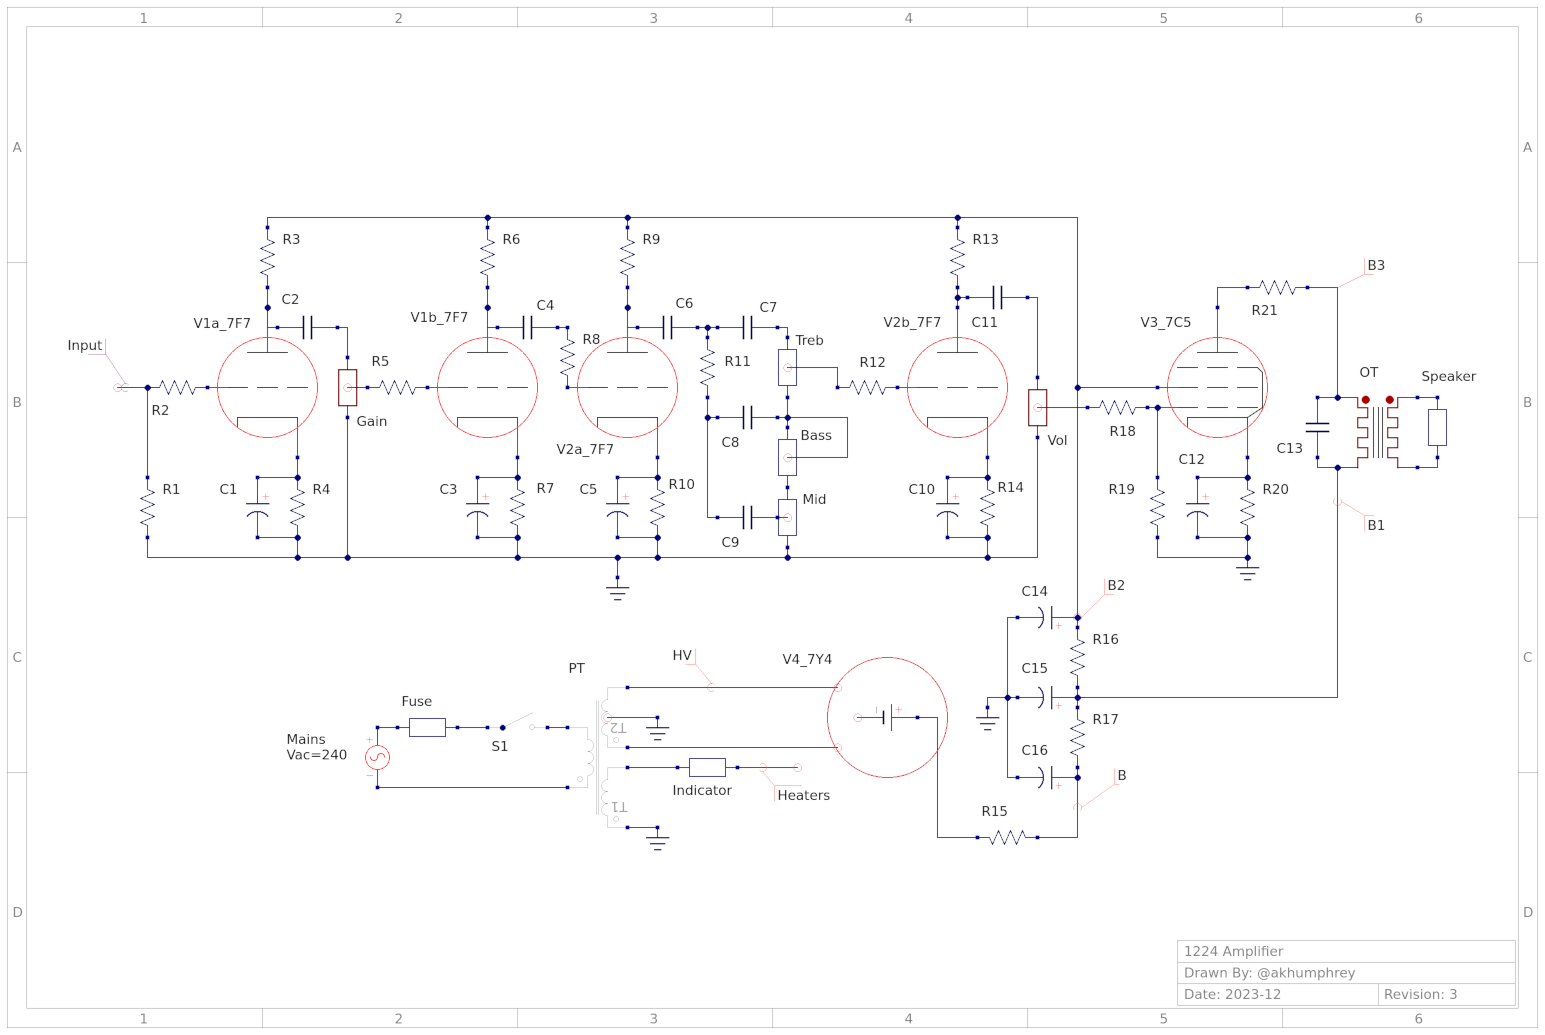 1 2 3 4 5 6
A A
R3 R6 R9 R13
B3
C2 C4 C6 C7 C11 R21
V1a_7F7 V1b_7F7 V2b_7F7 V3_7C5
Input R8 Treb
R5 R11 R12 OT Speaker
R2 B B
Gain C8 Bass Vol R18 C13
V2a_7F7 C12
R1 C1 R4 C3 R7 C5 R10 Mid C10 R14 R19 R20
C9 B1
C14 B2
HV V4_7Y4 R16
PT C15
C C
Fuse R17
T2
Mains S1
Vac=240 C16
Indicator Heaters B
T1 R15
D D
1224 Amplifier
Drawn By: @akhumphrey
Date: 2023-12 Revision: 3
1 2 3 4 5 6